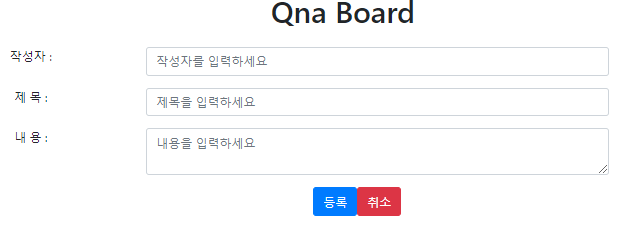 Qna Board
작성자 : 작성자를 입력하세요
제 목 : 제목을 입력하세요
내 용 : 내용을 입력하세요
등록 취소